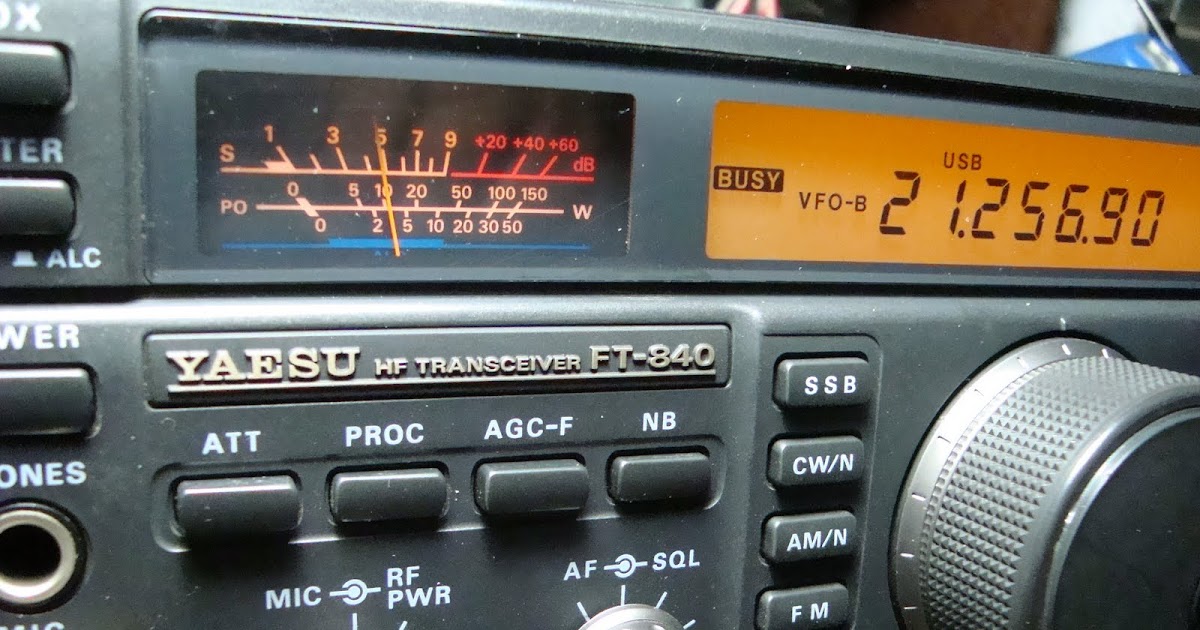 OX
TER
ALC
WER
ONES
MIC
S 1 3 5 7 9 +20 +40 +60 dB
PO 0 5 10 20 50 100 150 W
0 2 5 10 20 30 50
USB
BUSY VFO-B 21.256.90
YAESU HF TRANSCEIVER FT-840
ATT PROC AGC-F NB
MIC RF PWR
AF SQL
SSB
CW/N
AM/N
FM